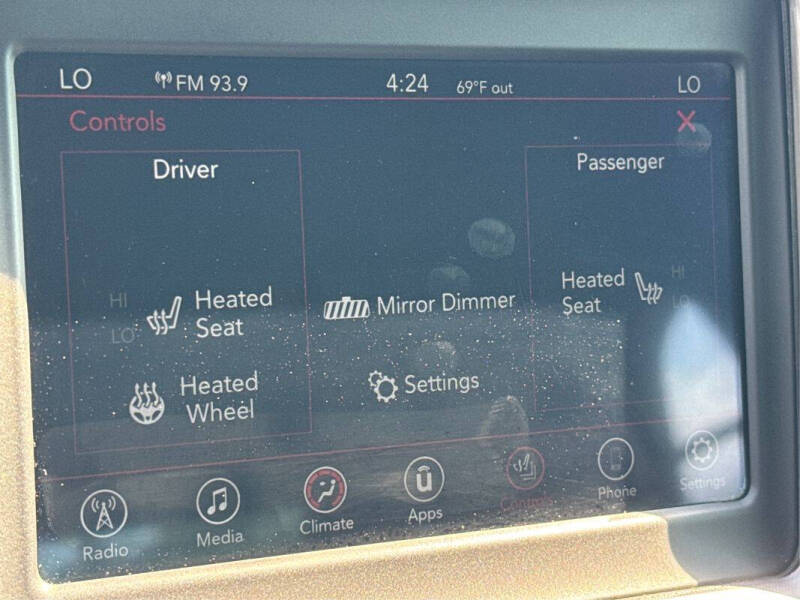 LO FM 93.9 4:24 69°F out LO
Controls X
Driver
Passenger
HI
LO
Heated
Seat
Mirror Dimmer
Heated
Seat
HI
LO
Heated
Wheel
Settings
Radio Media Climate Apps Controls Phone Settings